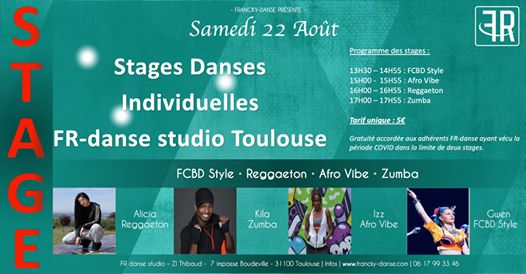 - FRANCKY-DANSE PRÉSENTE -
Samedi 22 Août
FR
STAGE
Stages Danses
Individuelles
FR-danse studio Toulouse
Programme des stages :
13H30 – 14H55 : FCBD Style
15H00 - 15H55 : Afro Vibe
16H00 – 16H55 : Reggaeton
17H00 – 17H55 : Zumba
Tarif unique : 5€
Gratuité accordée aux adhérents FR-danse ayant vécu la
période COVID dans la limite de deux stages.
FCBD Style • Reggaeton • Afro Vibe • Zumba
Alicia
Reggaeton
Kila
Zumba
Izz
Afro Vibe
Gwen
FCBD Style
FR danse studio – ZI Thibaud - 7 impasse Boudeville - 31100 Toulouse | Infos | www.francky-danse.com | 06 17 99 33 46